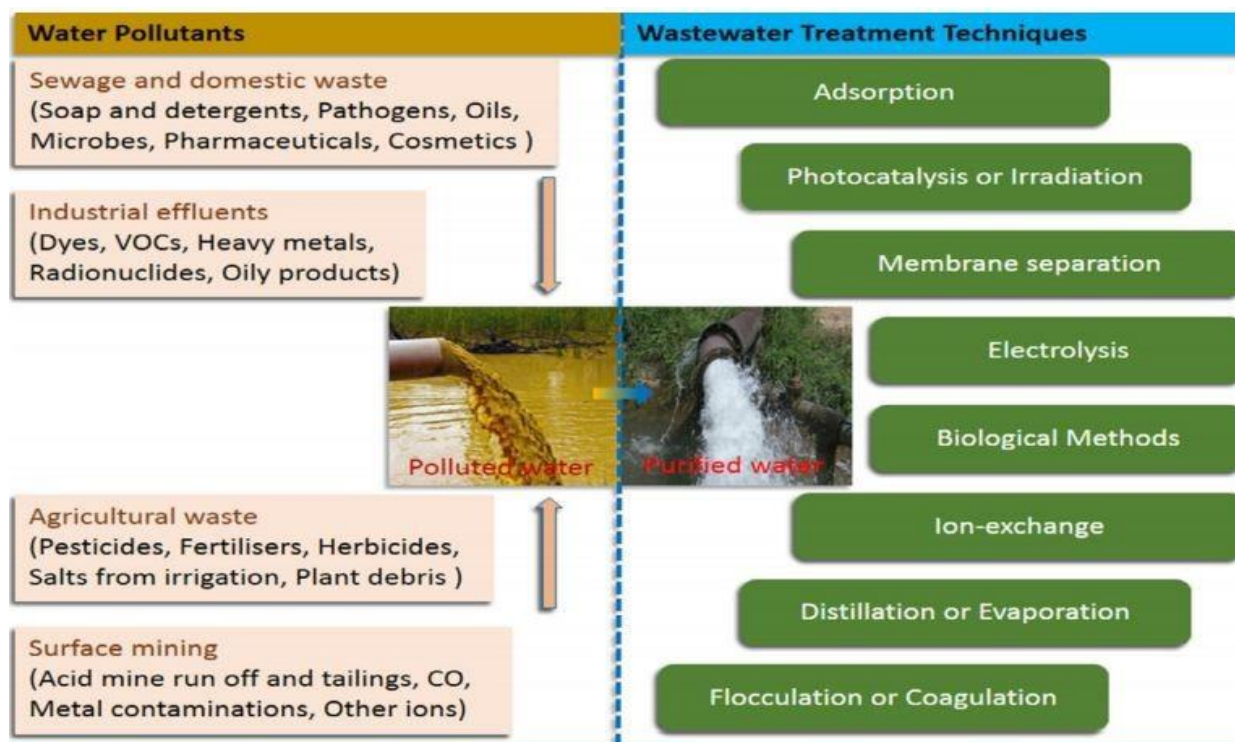 Water Pollutants
Sewage and domestic waste
(Soap and detergents, Pathogens, Oils,
Microbes, Pharmaceuticals, Cosmetics )
Industrial effluents
(Dyes, VOCs, Heavy metals,
Radionuclides, Oily products)
Polluted water
Agricultural waste
(Pesticides, Fertilisers, Herbicides,
Salts from irrigation, Plant debris )
Surface mining
(Acid mine run off and tailings, CO,
Metal contaminations, Other ions)
Wastewater Treatment Techniques
Adsorption
Photocatalysis or Irradiation
Membrane separation
Purified water
Electrolysis
Biological Methods
Ion-exchange
Distillation or Evaporation
Flocculation or Coagulation